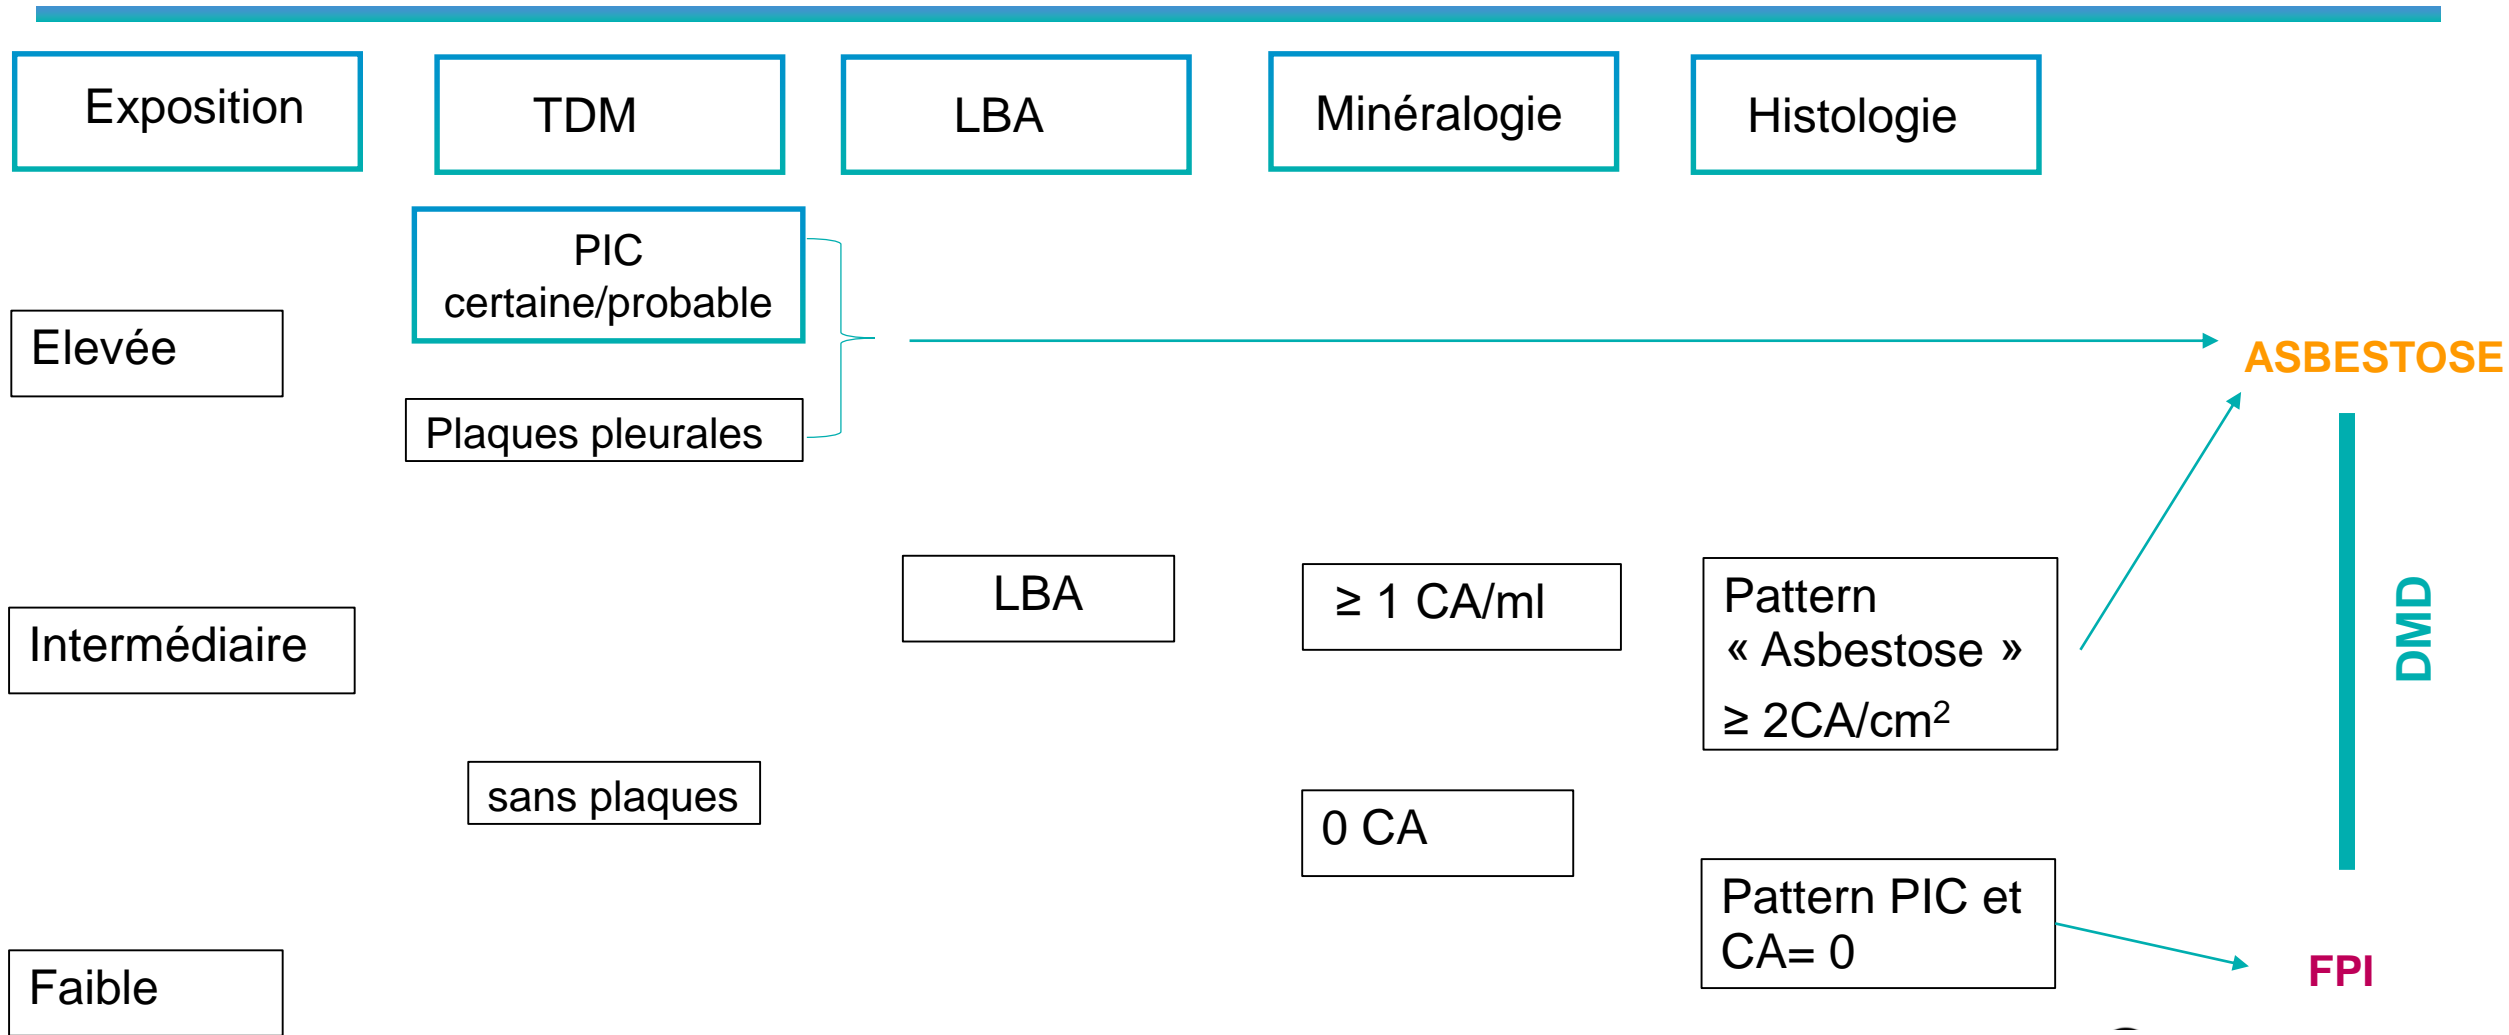 Exposition
TDM
LBA
Minéralogie
Histologie
PIC
certaine/probable
Elevée
ASBESTOSE
Plaques pleurales
LBA
≥ 1 CA/ml
Pattern
« Asbestose »
≥ 2CA/cm²
DMD
Intermédiaire
sans plaques
0 CA
Pattern PIC et
CA= 0
FPI
Faible